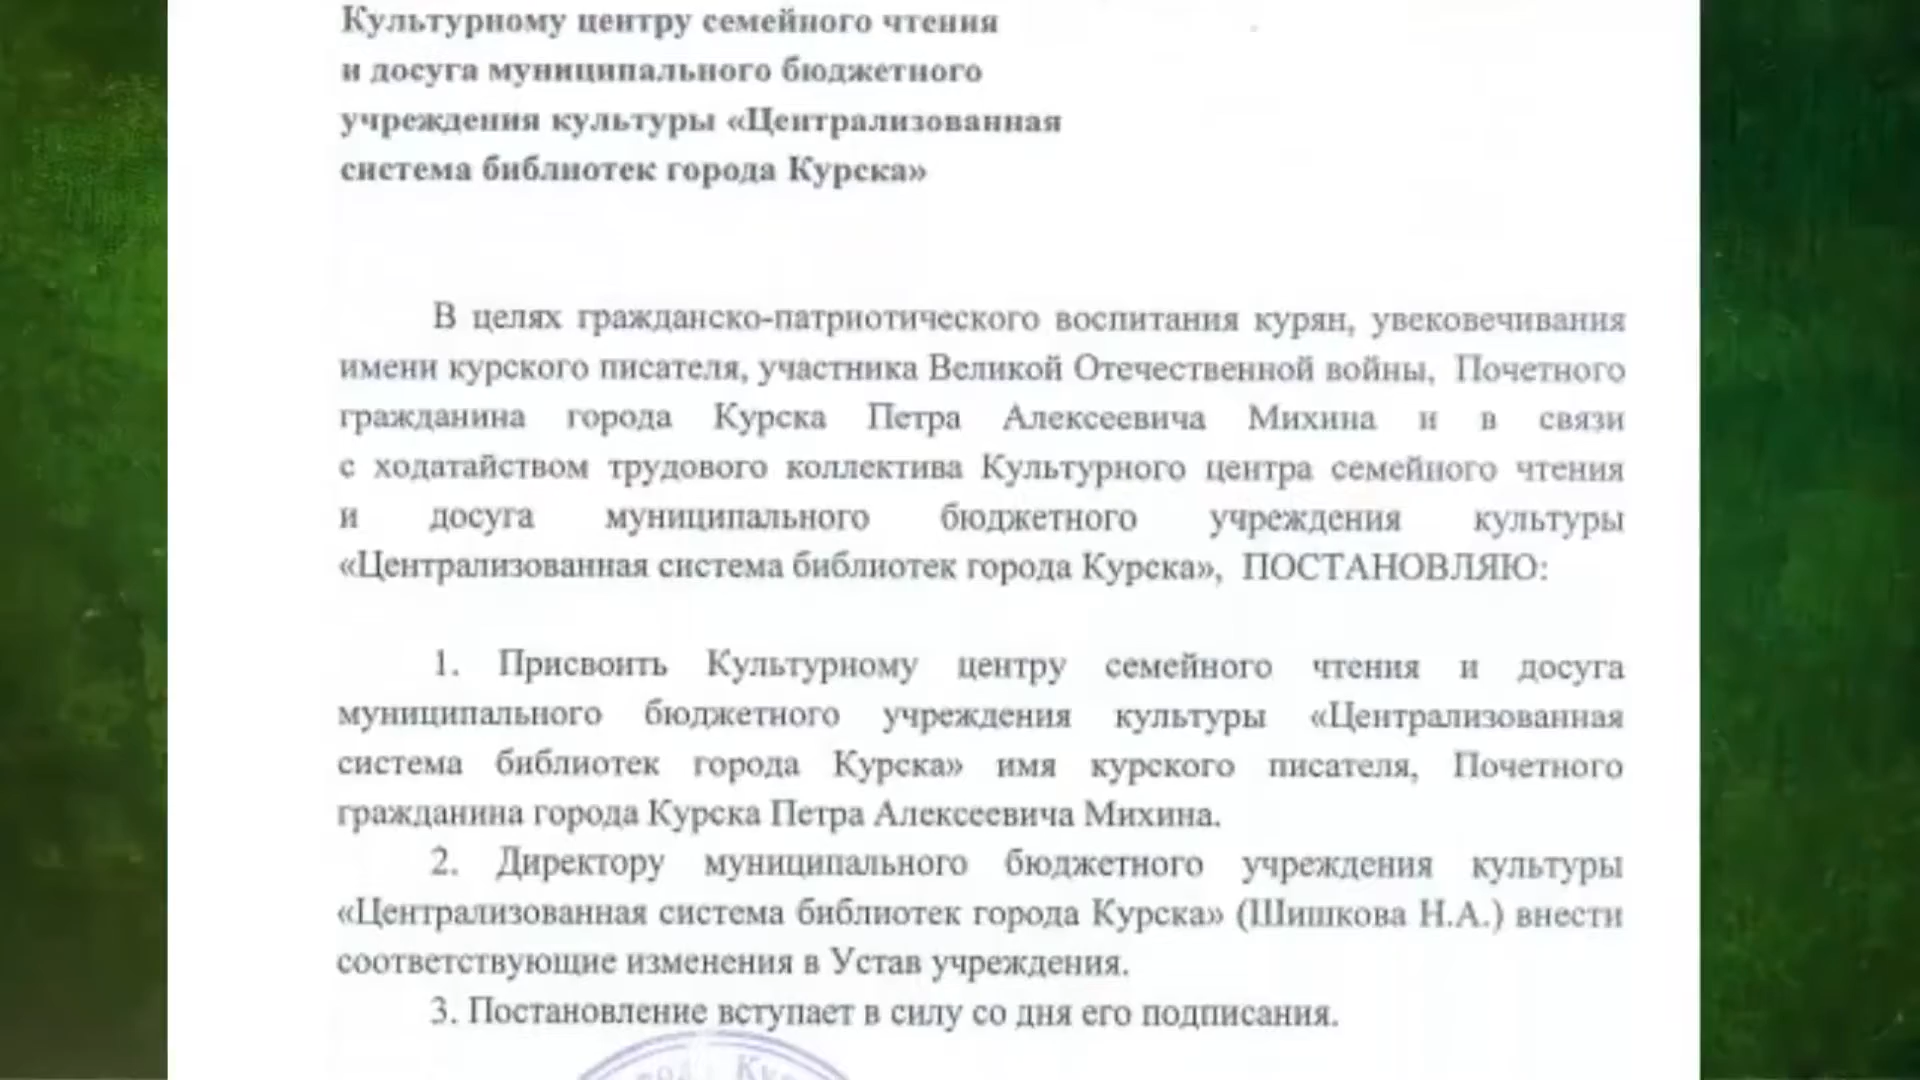 Культурному центру семейного чтения
и досуга муниципального бюджетного
учреждения культуры «Централизованная
система библиотек города Курска»
В целях гражданско-патриотического воспитания курян, увековечивания
имени курского писателя, участника Великой Отечественной войны, Почетного
гражданина города Курска Петра Алексеевича Михина и в связи
с ходатайством трудового коллектива Культурного центра семейного чтения
и досуга муниципального бюджетного учреждения культуры
«Централизованная система библиотек города Курска», ПОСТАНОВЛЯЮ:
1. Присвоить Культурному центру семейного чтения и досуга
муниципального бюджетного учреждения культуры «Централизованная
система библиотек города Курска» имя курского писателя, Почетного
гражданина города Курска Петра Алексеевича Михина.
2. Директору муниципального бюджетного учреждения культуры
«Централизованная система библиотек города Курска» (Шишкова Н.А.) внести
соответствующие изменения в Устав учреждения.
3. Постановление вступает в силу со дня его подписания.